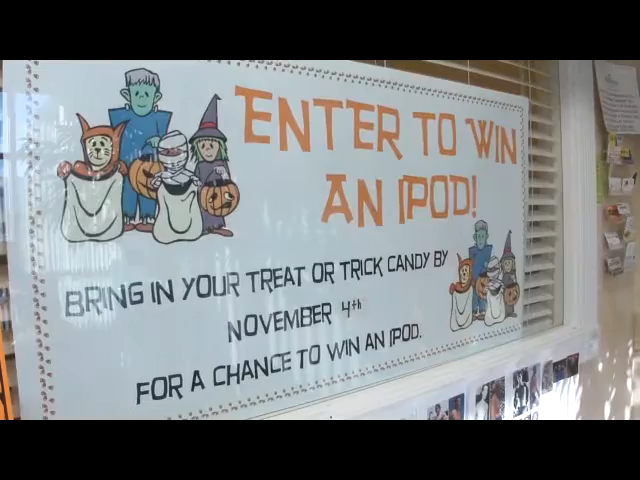 ENTER TO WIN
AN IPOD!
BRING IN YOUR TREAT OR TRICK CANDY BY
NOVEMBER 4th
FOR A CHANCE TO WIN AN IPOD.